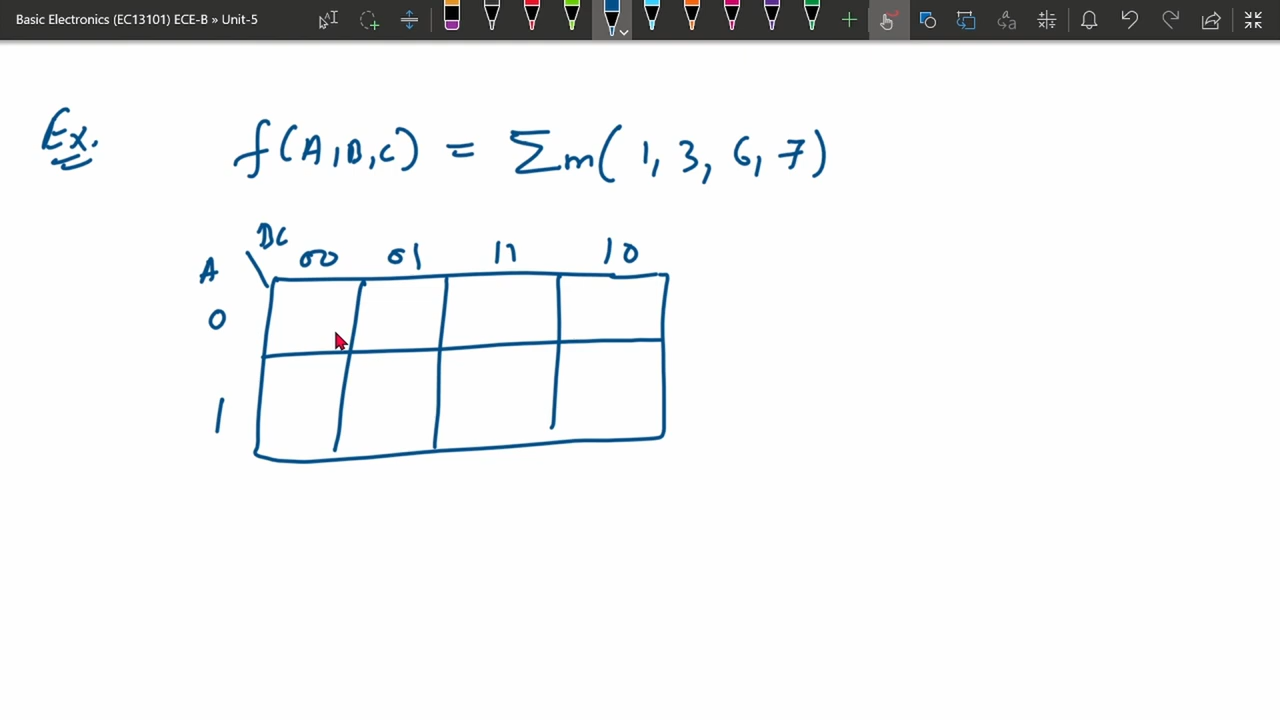 Basic Electronics (EC13101) ECE-B » Unit-5
Ex. f(A,B,C) = Σm( 1, 3, 6, 7)
BC
A 00 01 11 10
0
1